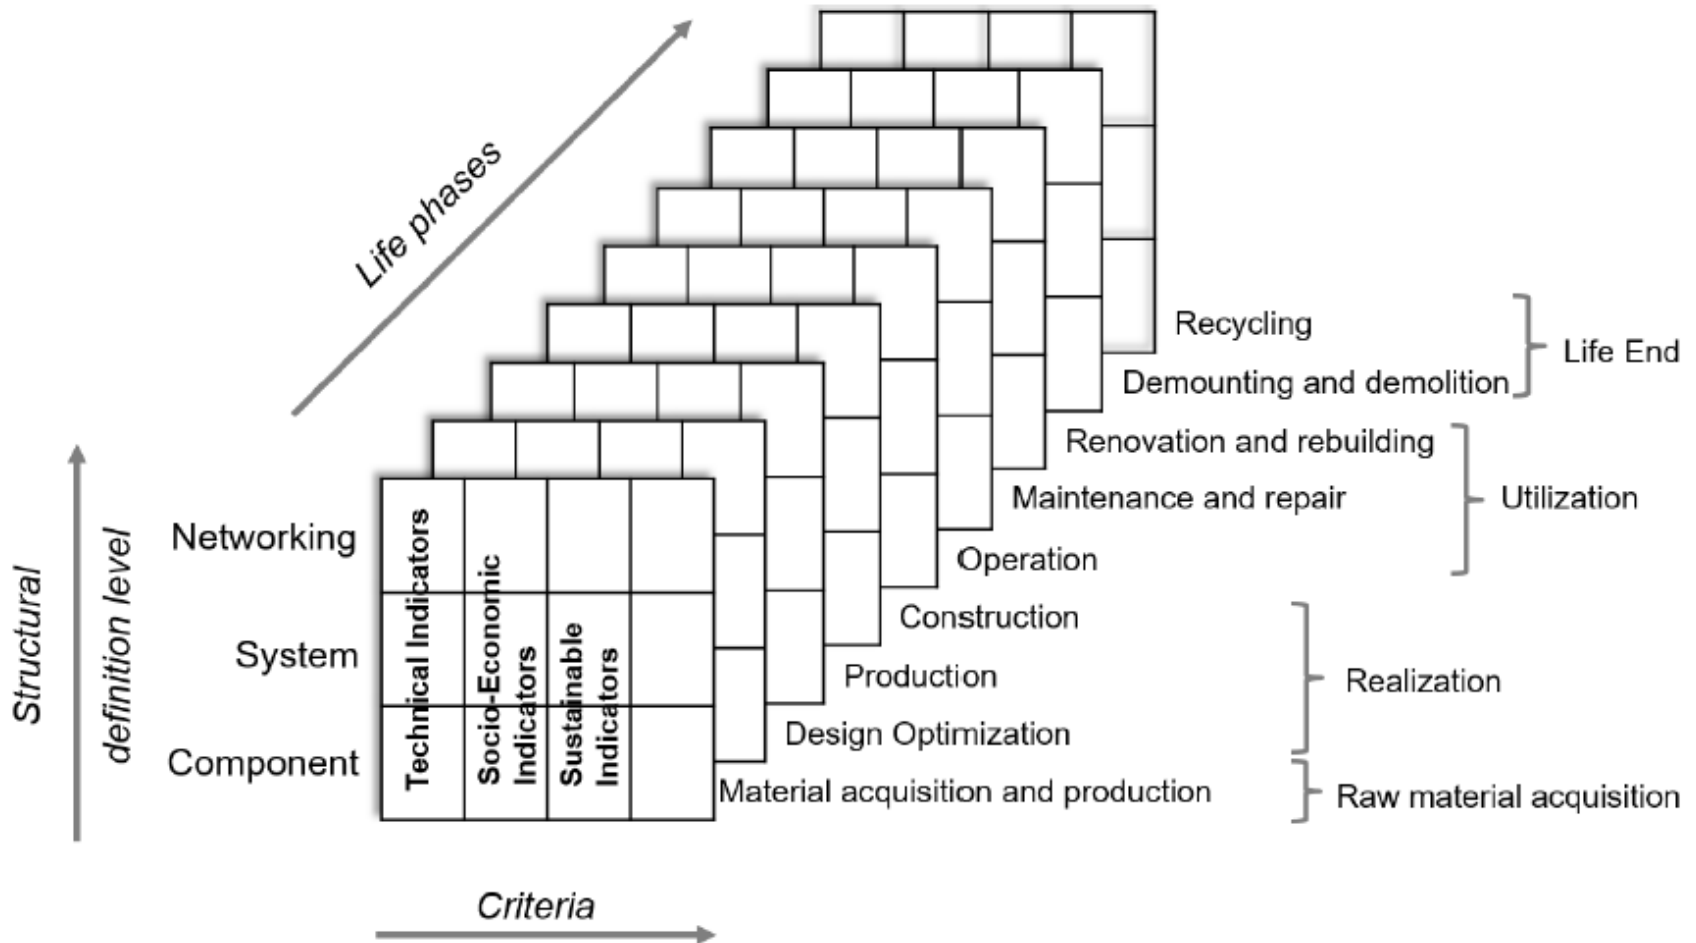 Life phases
Recycling
Life End
Demounting and demolition
Renovation and rebuilding
Maintenance and repair
Utilization
Operation
Construction
Production
Realization
Design Optimization
Material acquisition and production
Raw material acquisition
Structural
definition level
Networking
System
Component
Technical Indicators
Socio-Economic
Indicators
Sustainable
Indicators
Criteria